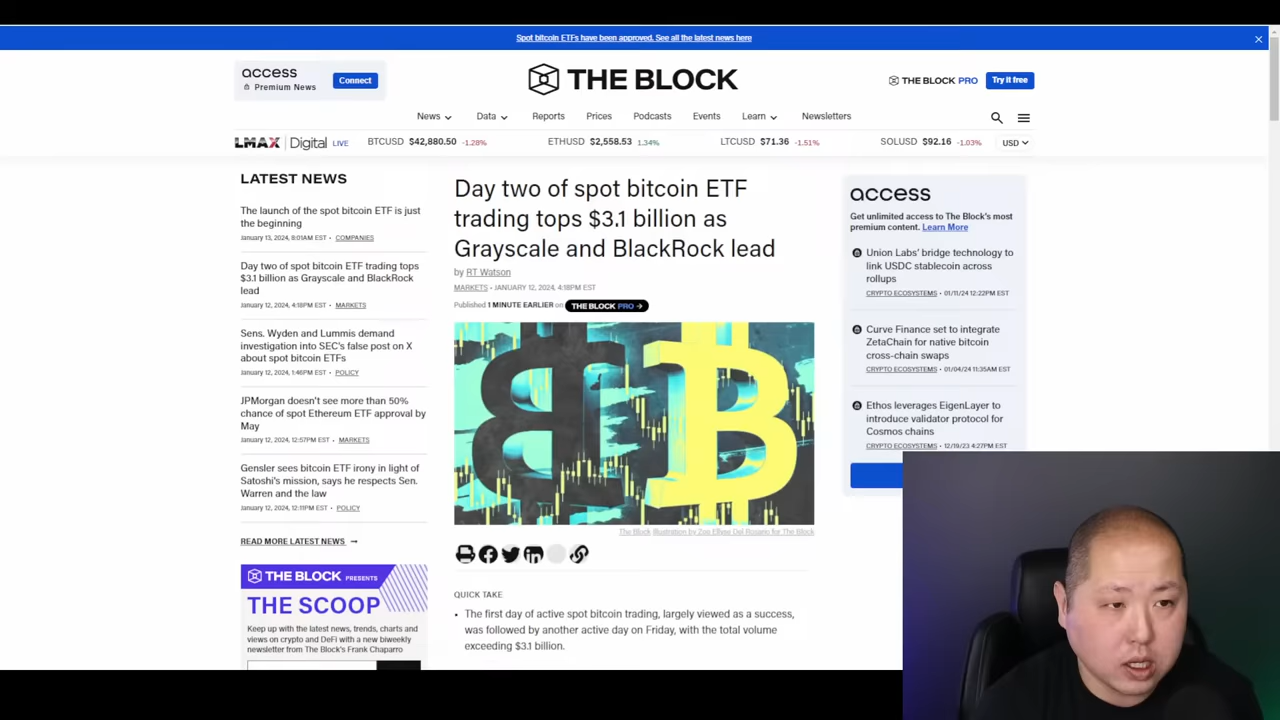 Spot bitcoin ETFs have been approved. See all the latest news here
access
Premium News
Connect
THE BLOCK
THE BLOCK PRO
Try it free
News
Data
Reports
Prices
Podcasts
Events
Learn
Newsletters
LMAX Digital LIVE
BTCUSD $42,880.50 -1.28%
ETHUSD $2,558.53 1.34%
LTCUSD $71.36 -1.51%
SOLUSD $92.16 -1.03%
USD
LATEST NEWS
The launch of the spot bitcoin ETF is just
the beginning
January 13, 2024, 8:01AM EST • COMPANIES
Day two of spot bitcoin ETF trading tops
$3.1 billion as Grayscale and BlackRock
lead
January 12, 2024, 4:18PM EST • MARKETS
Sens. Wyden and Lummis demand
investigation into SEC's false post on X
about spot bitcoin ETFs
January 12, 2024, 1:46PM EST • POLICY
JPMorgan doesn't see more than 50%
chance of spot Ethereum ETF approval by
May
January 12, 2024, 12:57PM EST • MARKETS
Gensler sees bitcoin ETF irony in light of
Satoshi's mission, says he respects Sen.
Warren and the law
January 12, 2024, 12:11PM EST • POLICY
READ MORE LATEST NEWS →
THE BLOCK PRESENTS
THE SCOOP
Keep up with the latest news, trends, charts and
views on crypto and DeFi with a new biweekly
newsletter from The Block's Frank Chaparro
Day two of spot bitcoin ETF
trading tops $3.1 billion as
Grayscale and BlackRock lead
by RT Watson
MARKETS • JANUARY 12, 2024, 4:18PM EST
Published 1 MINUTE EARLIER on THE BLOCK PRO →
The Block illustration by Zoe Ellyse Del Rosario for The Block
QUICK TAKE
• The first day of active spot bitcoin trading, largely viewed as a success,
was followed by another active day on Friday, with the total volume
exceeding $3.1 billion.
access
Get unlimited access to The Block's most
premium content. Learn More
Union Labs' bridge technology to
link USDC stablecoin across
rollups
CRYPTO ECOSYSTEMS • 01/11/24 12:22PM EST
Curve Finance set to integrate
ZetaChain for native bitcoin
cross-chain swaps
CRYPTO ECOSYSTEMS • 01/04/24 11:35AM EST
Ethos leverages EigenLayer to
introduce validator protocol for
Cosmos chains
CRYPTO ECOSYSTEMS • 12/19/23 4:27PM EST